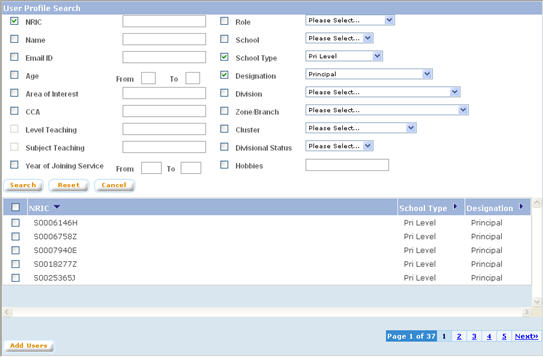 User Profile Search
NRIC Role Please Select...
Name School Please Select...
Email ID School Type Pri Level
Age From To Designation Principal
Area of Interest Division Please Select...
CCA Zone/Branch Please Select...
Level Teaching Cluster Please Select...
Subject Teaching Divisional Status Please Select...
Year of Joining Service From To Hobbies
Search Reset Cancel
NRIC School Type Designation
S0006146H Pri Level Principal
S0006758Z Pri Level Principal
S0007940E Pri Level Principal
S0018277Z Pri Level Principal
S0025365J Pri Level Principal
Page 1 of 37 1 2 3 4 5 Next»
Add Users